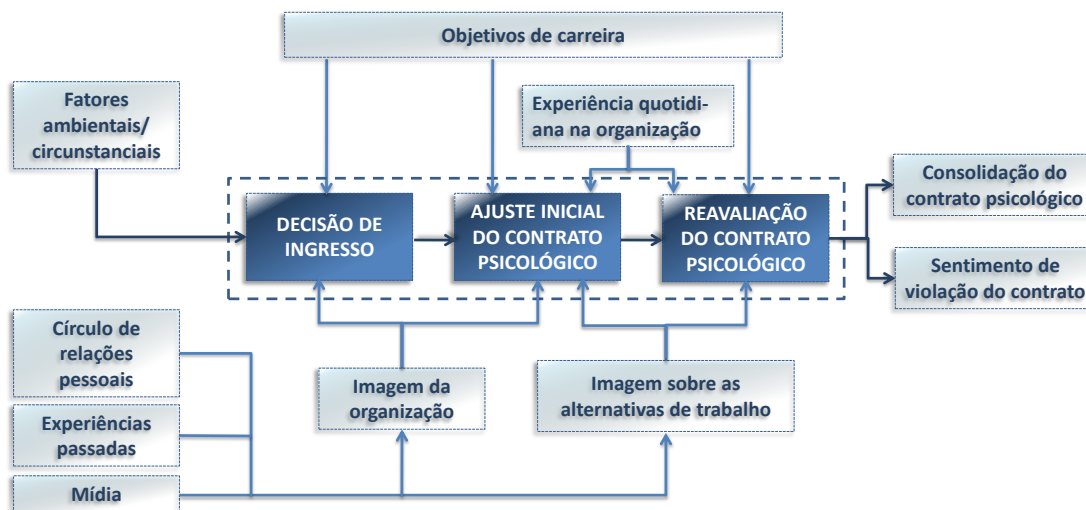 Objetivos de carreira
Fatores
ambientais/
circunstanciais
Experiência quotidi-
ana na organização
Consolidação do
contrato psicológico
DECISÃO DE
INGRESSO
AJUSTE INICIAL
DO CONTRATO
PSICOLÓGICO
REAVALIAÇÃO
DO CONTRATO
PSICOLÓGICO
Sentimento de
violação do contrato
Círculo de
relações
pessoais
Imagem da
organização
Imagem sobre as
alternativas de trabalho
Experiências
passadas
Mídia